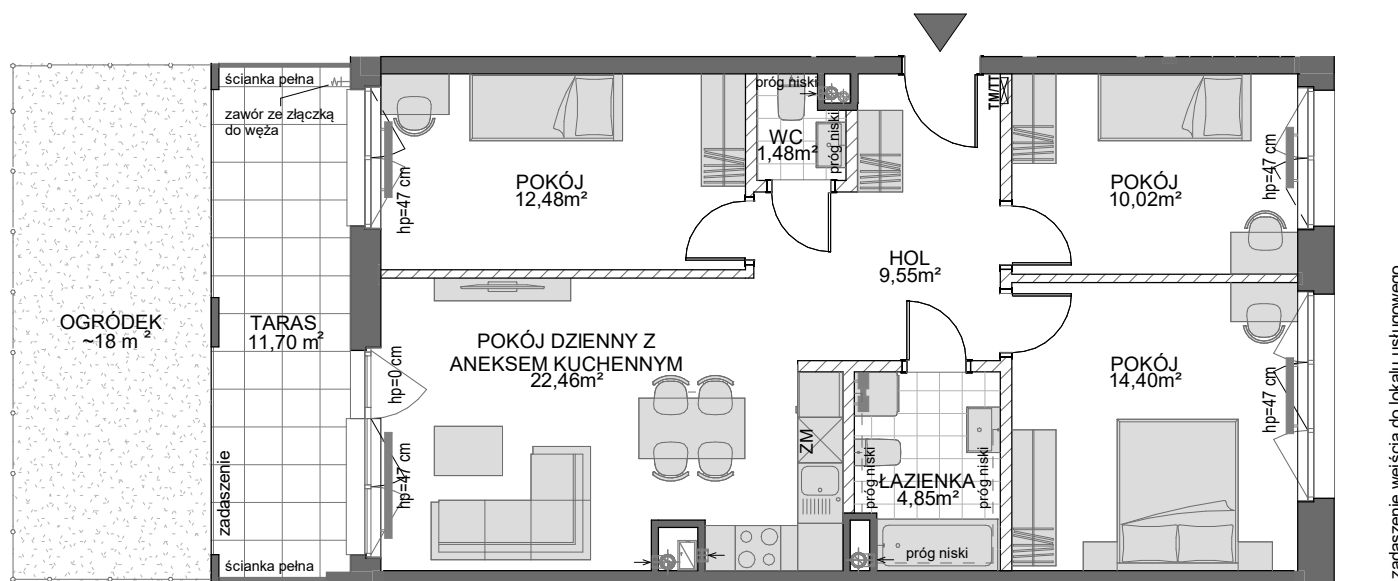 ścianka pełna
zawór ze złączką
do węża
OGRÓDEK
~18 m²
TARAS
11,70 m²
zadaszenie
ścianka pełna
hp=47 cm
POKÓJ
12,48m²
próg niski
WC
1,48m²
próg niski
TM/TT
POKÓJ
10,02m²
hp=47 cm
HOL
9,55m²
hp=0 cm
hp=47 cm
POKÓJ DZIENNY Z
ANEKSEM KUCHENNYM
22,46m²
ZM
próg niski
ŁAZIENKA
4,85m²
próg niski
próg niski
POKÓJ
14,40m²
hp=47 cm
zadaszenie wejścia do lokalu usługowego